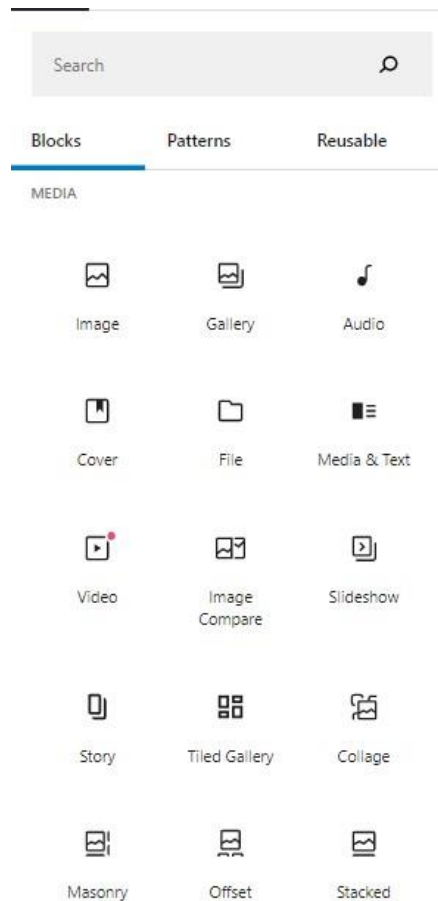 Search
Blocks Patterns Reusable
MEDIA
Image Gallery Audio
Cover File Media & Text
Video Image Compare Slideshow
Story Tiled Gallery Collage
Masonry Offset Stacked